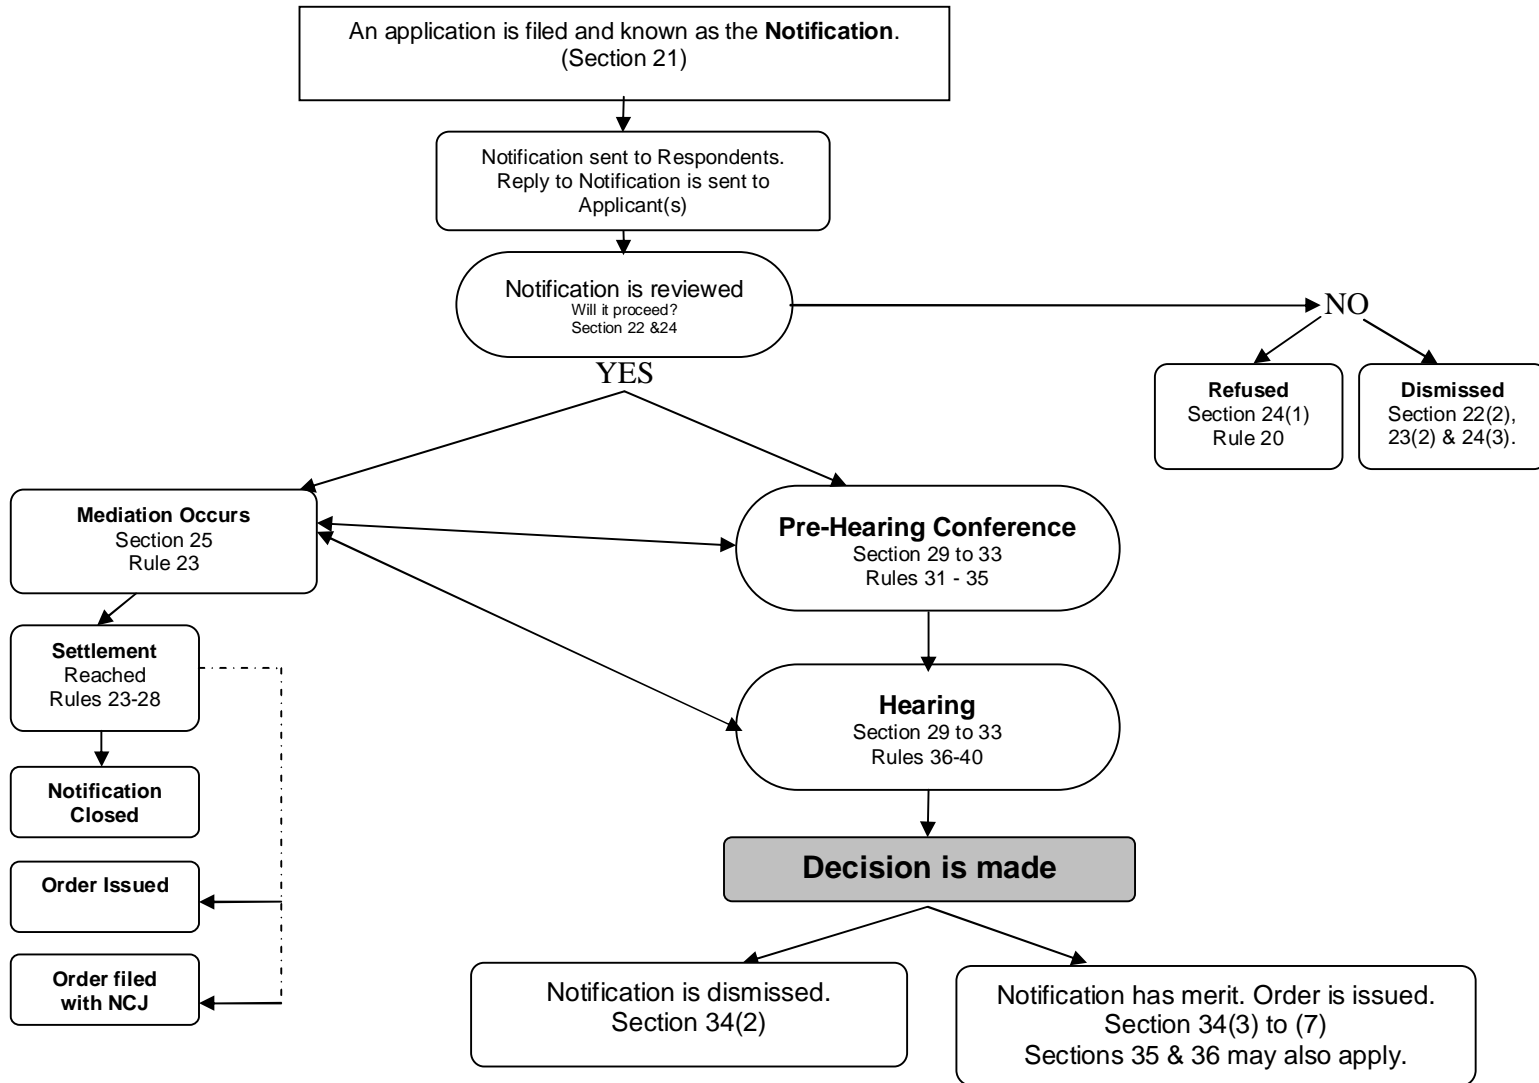 An application is filed and known as the Notification.
(Section 21)
Notification sent to Respondents.
Reply to Notification is sent to
Applicant(s)
Notification is reviewed
Will it proceed?
Section 22 &24
NO
YES
Refused
Section 24(1)
Rule 20
Dismissed
Section 22(2),
23(2) & 24(3).
Mediation Occurs
Section 25
Rule 23
Pre-Hearing Conference
Section 29 to 33
Rules 31 - 35
Settlement
Reached
Rules 23-28
Hearing
Section 29 to 33
Rules 36-40
Notification
Closed
Decision is made
Order Issued
Order filed
with NCJ
Notification is dismissed.
Section 34(2)
Notification has merit. Order is issued.
Section 34(3) to (7)
Sections 35 & 36 may also apply.